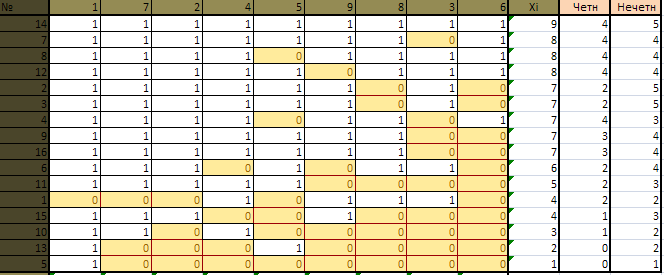 № 1 7 2 4 5 9 8 3 6 Xi Четн Нечетн
14 1 1 1 1 1 1 1 1 1 9 4 5
7 1 1 1 1 1 1 1 0 1 8 4 4
8 1 1 1 1 0 1 1 1 1 8 4 4
12 1 1 1 1 1 0 1 1 1 8 4 4
2 1 1 1 1 1 1 0 1 0 7 2 5
3 1 1 1 1 1 1 0 1 0 7 2 5
4 1 1 1 1 0 1 1 0 1 7 4 3
9 1 1 1 1 1 1 1 0 0 7 3 4
16 1 1 1 1 1 1 1 0 0 7 3 4
6 1 1 1 0 1 0 1 1 0 6 2 4
11 1 1 1 1 1 0 0 0 0 5 2 3
1 0 0 0 1 0 1 1 1 0 4 2 2
15 1 1 1 0 0 1 0 0 0 4 1 3
10 1 1 0 1 0 0 0 0 0 3 1 2
13 1 0 0 0 1 0 0 0 0 2 0 2
5 1 0 0 0 0 0 0 0 0 1 0 1